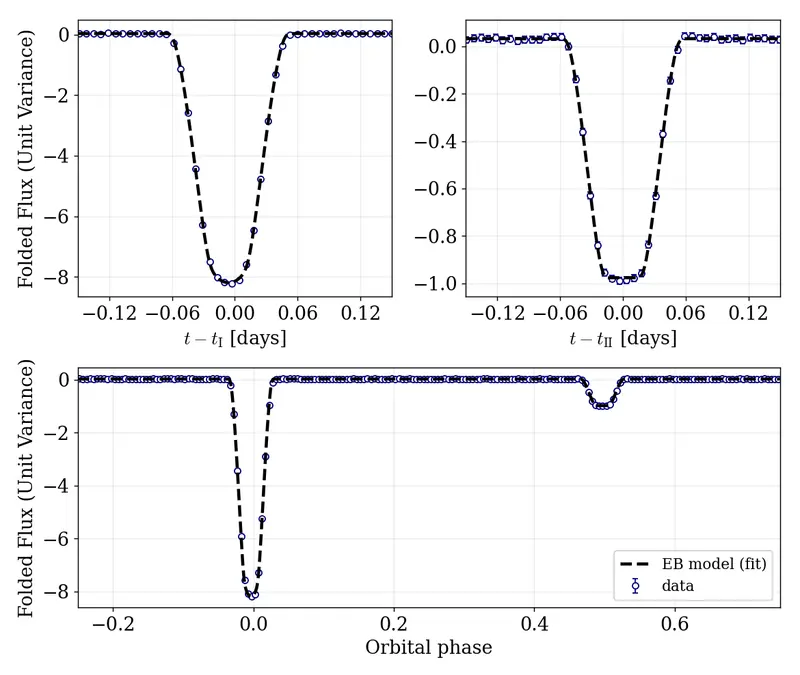 Folded Flux (Unit Variance)
0
−2
−4
−6
−8
−0.12 −0.06 0.00 0.06 0.12
t − t_I [days]
0.0
−0.2
−0.4
−0.6
−0.8
−1.0
−0.12 −0.06 0.00 0.06 0.12
t − t_II [days]
Folded Flux (Unit Variance)
0
−2
−4
−6
−8
EB model (fit)
data
−0.2 0.0 0.2 0.4 0.6
Orbital phase